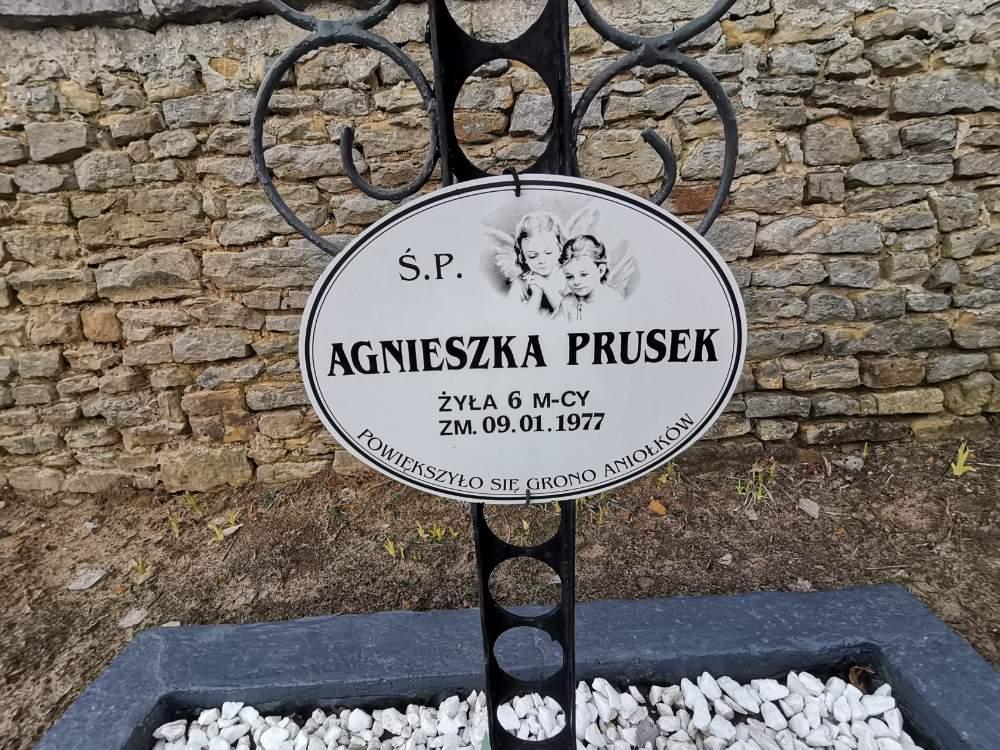 Ś.P.
AGNIESZKA PRUSEK
ŻYŁA 6 M-CY
ZM. 09.01.1977
POWIĘKSZYŁO SIĘ GRONO ANIOŁKÓW